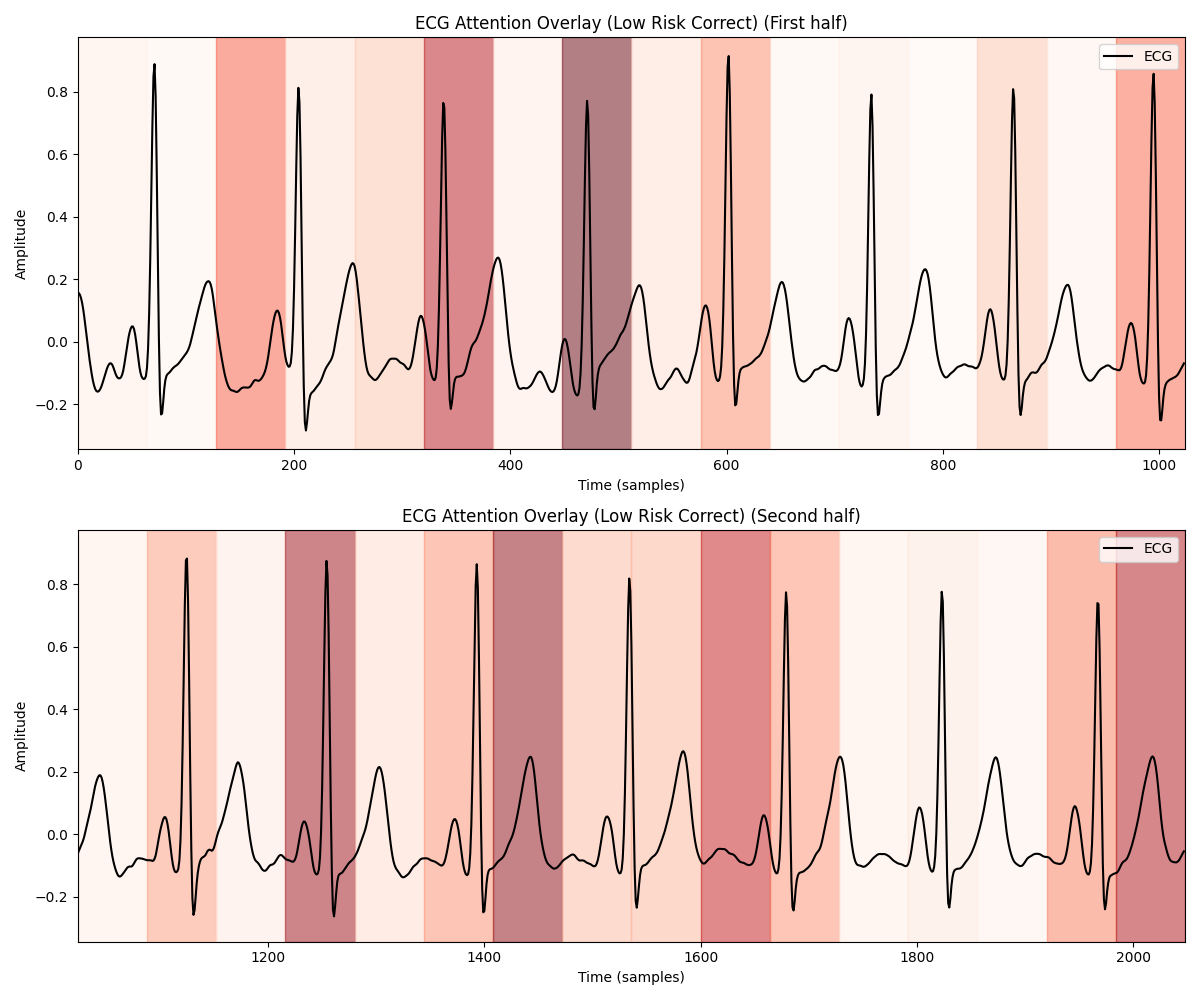 ECG Attention Overlay (Low Risk Correct) (First half)
ECG
Amplitude
0.8
0.6
0.4
0.2
0.0
−0.2
0 200 400 600 800 1000
Time (samples)
ECG Attention Overlay (Low Risk Correct) (Second half)
ECG
Amplitude
0.8
0.6
0.4
0.2
0.0
−0.2
1200 1400 1600 1800 2000
Time (samples)